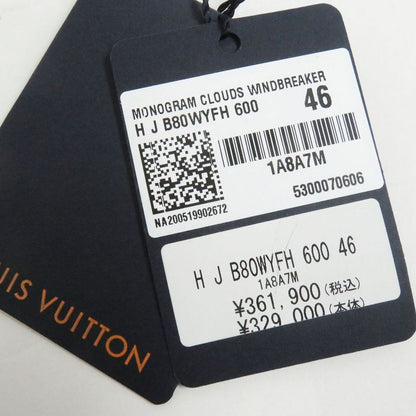 MONOGRAM CLOUDS WINDBREAKER
H J B80WYFH 600 46
1A8A7M
NA200519902672
5300070606
H J B80WYFH 600 46
1A8A7M
¥361,900(税込)
¥329,000(本体)
UIS VUITTON